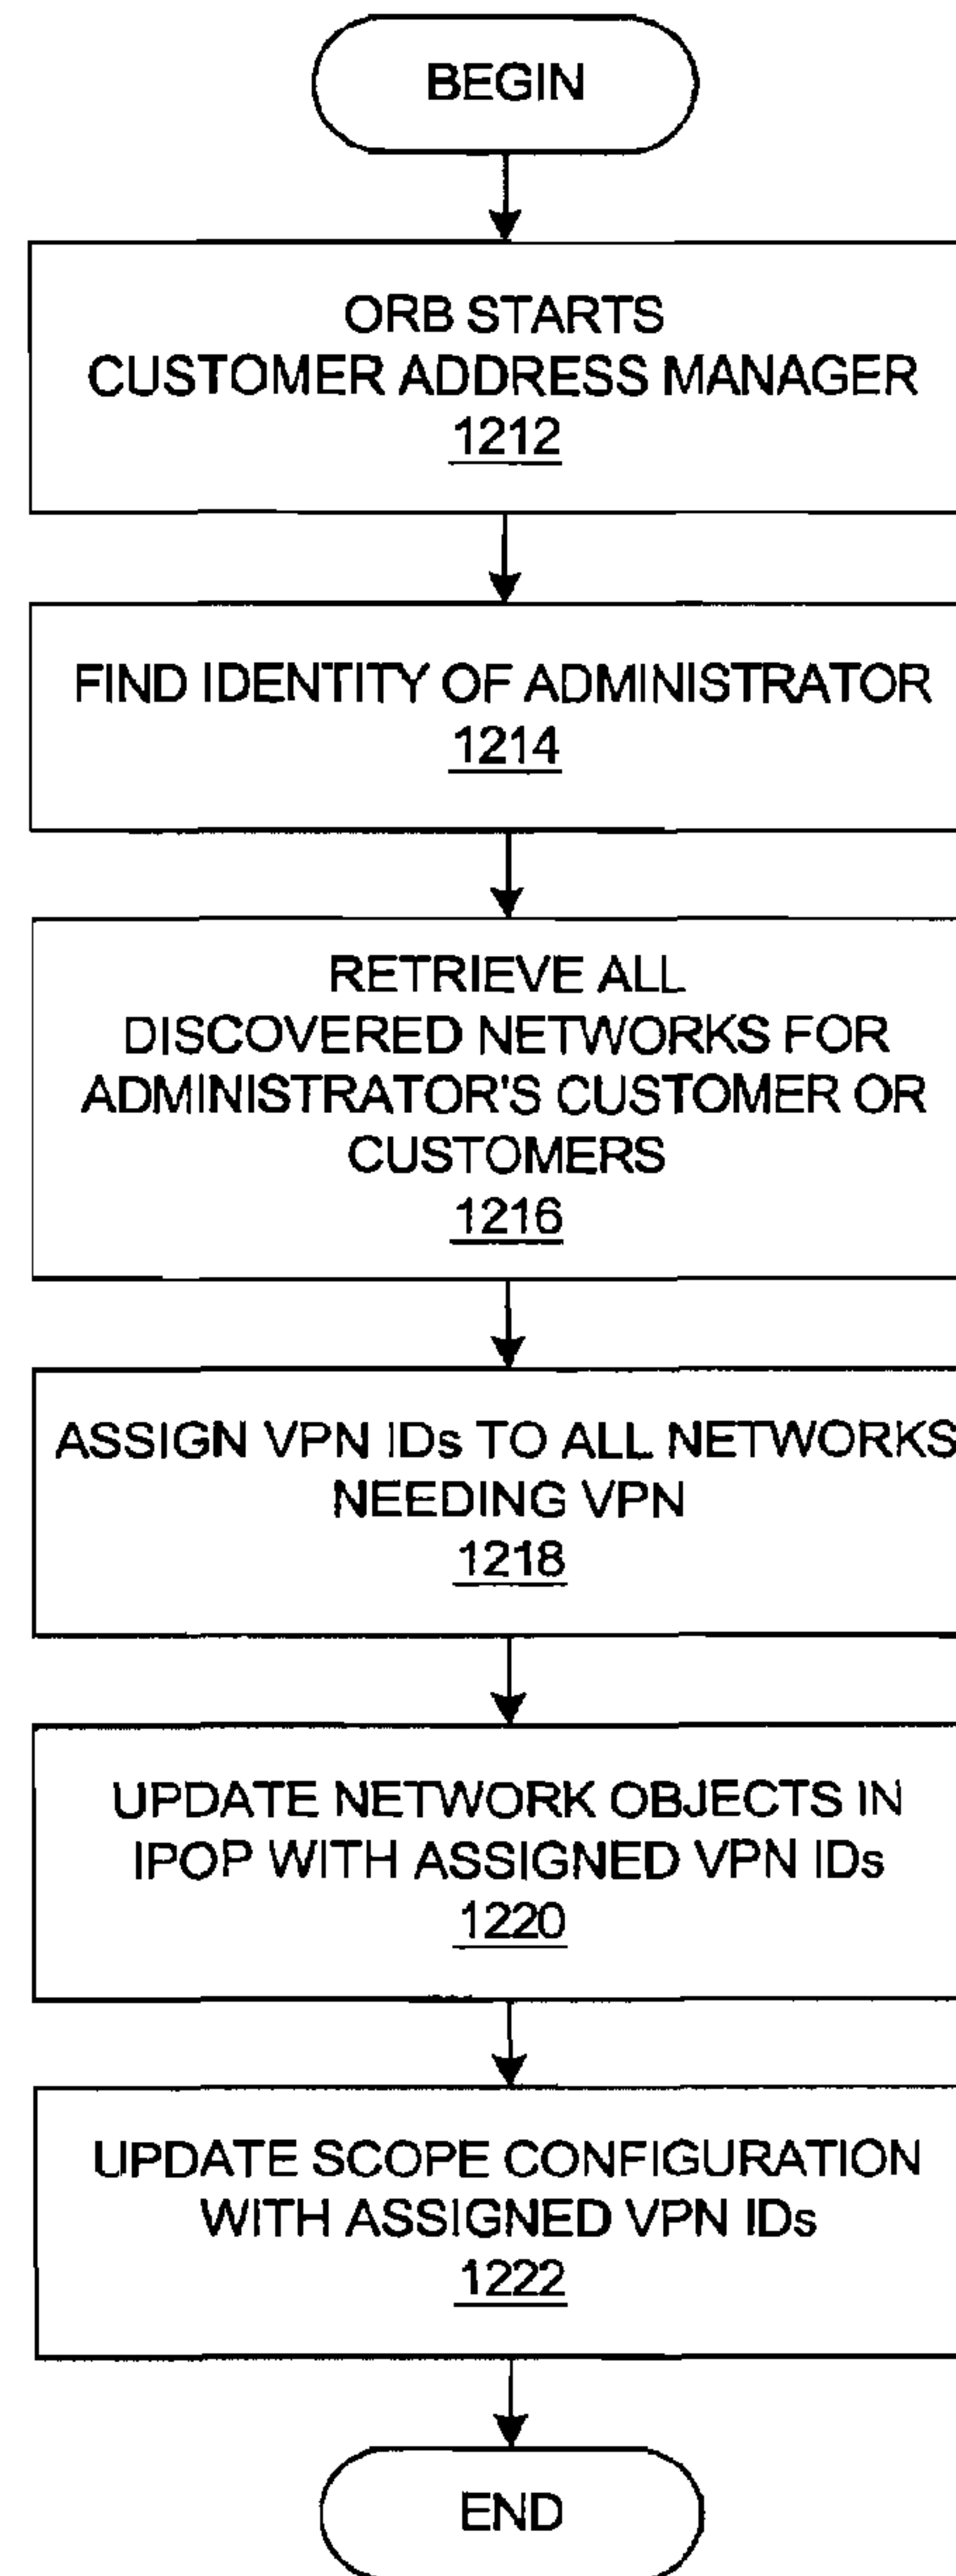 BEGIN
ORB STARTS
CUSTOMER ADDRESS MANAGER
1212
FIND IDENTITY OF ADMINISTRATOR
1214
RETRIEVE ALL
DISCOVERED NETWORKS FOR
ADMINISTRATOR'S CUSTOMER OR
CUSTOMERS
1216
ASSIGN VPN IDs TO ALL NETWORKS
NEEDING VPN
1218
UPDATE NETWORK OBJECTS IN
IPOP WITH ASSIGNED VPN IDs
1220
UPDATE SCOPE CONFIGURATION
WITH ASSIGNED VPN IDs
1222
END